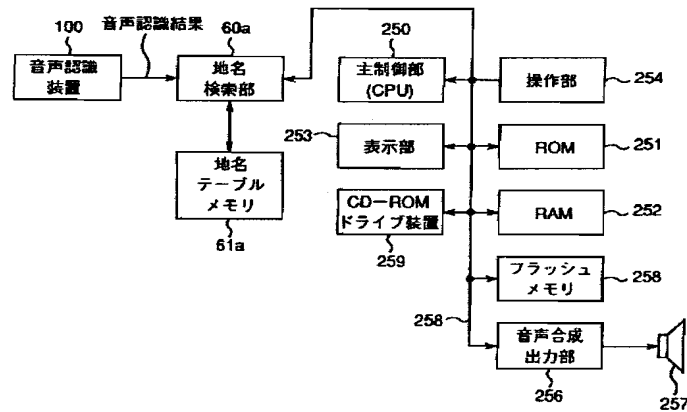 100
音声認識結果
60a
250
音声認識
装置
地名
検索部
主制御部
(CPU)
操作部
254
253
地名
テーブル
メモリ
表示部
ROM
251
CD-ROM
ドライブ装置
RAM
252
61a
259
フラッシュ
メモリ
258
258
音声合成
出力部
256
257